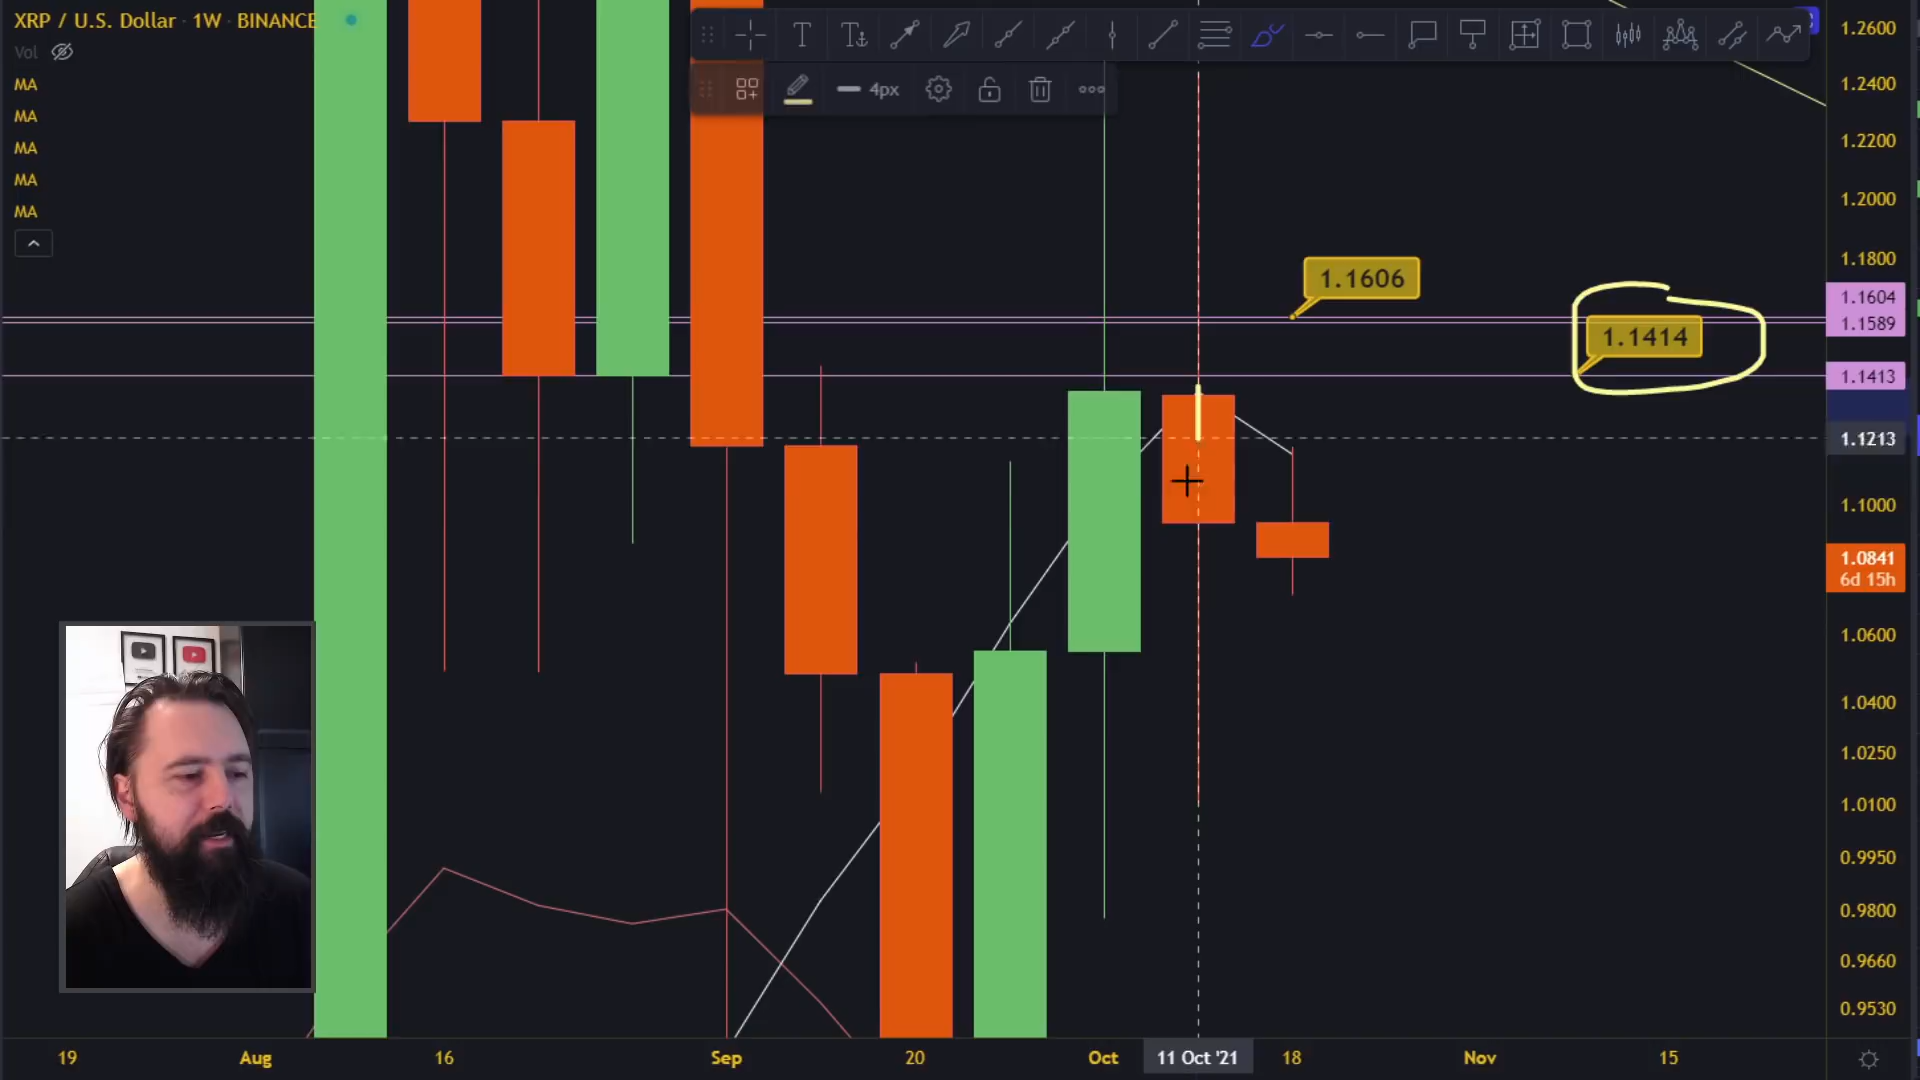 XRP / U.S. Dollar · 1W · BINANCE
Vol
MA
MA
MA
MA
MA
T
T
4px
1.1606
1.1414
1.2600
1.2400
1.2200
1.2000
1.1800
1.1604
1.1589
1.1413
1.1213
1.1000
1.0841
6d 15h
1.0600
1.0400
1.0250
1.0100
0.9950
0.9800
0.9660
0.9530
19
Aug
16
Sep
20
Oct
11 Oct '21
18
Nov
15